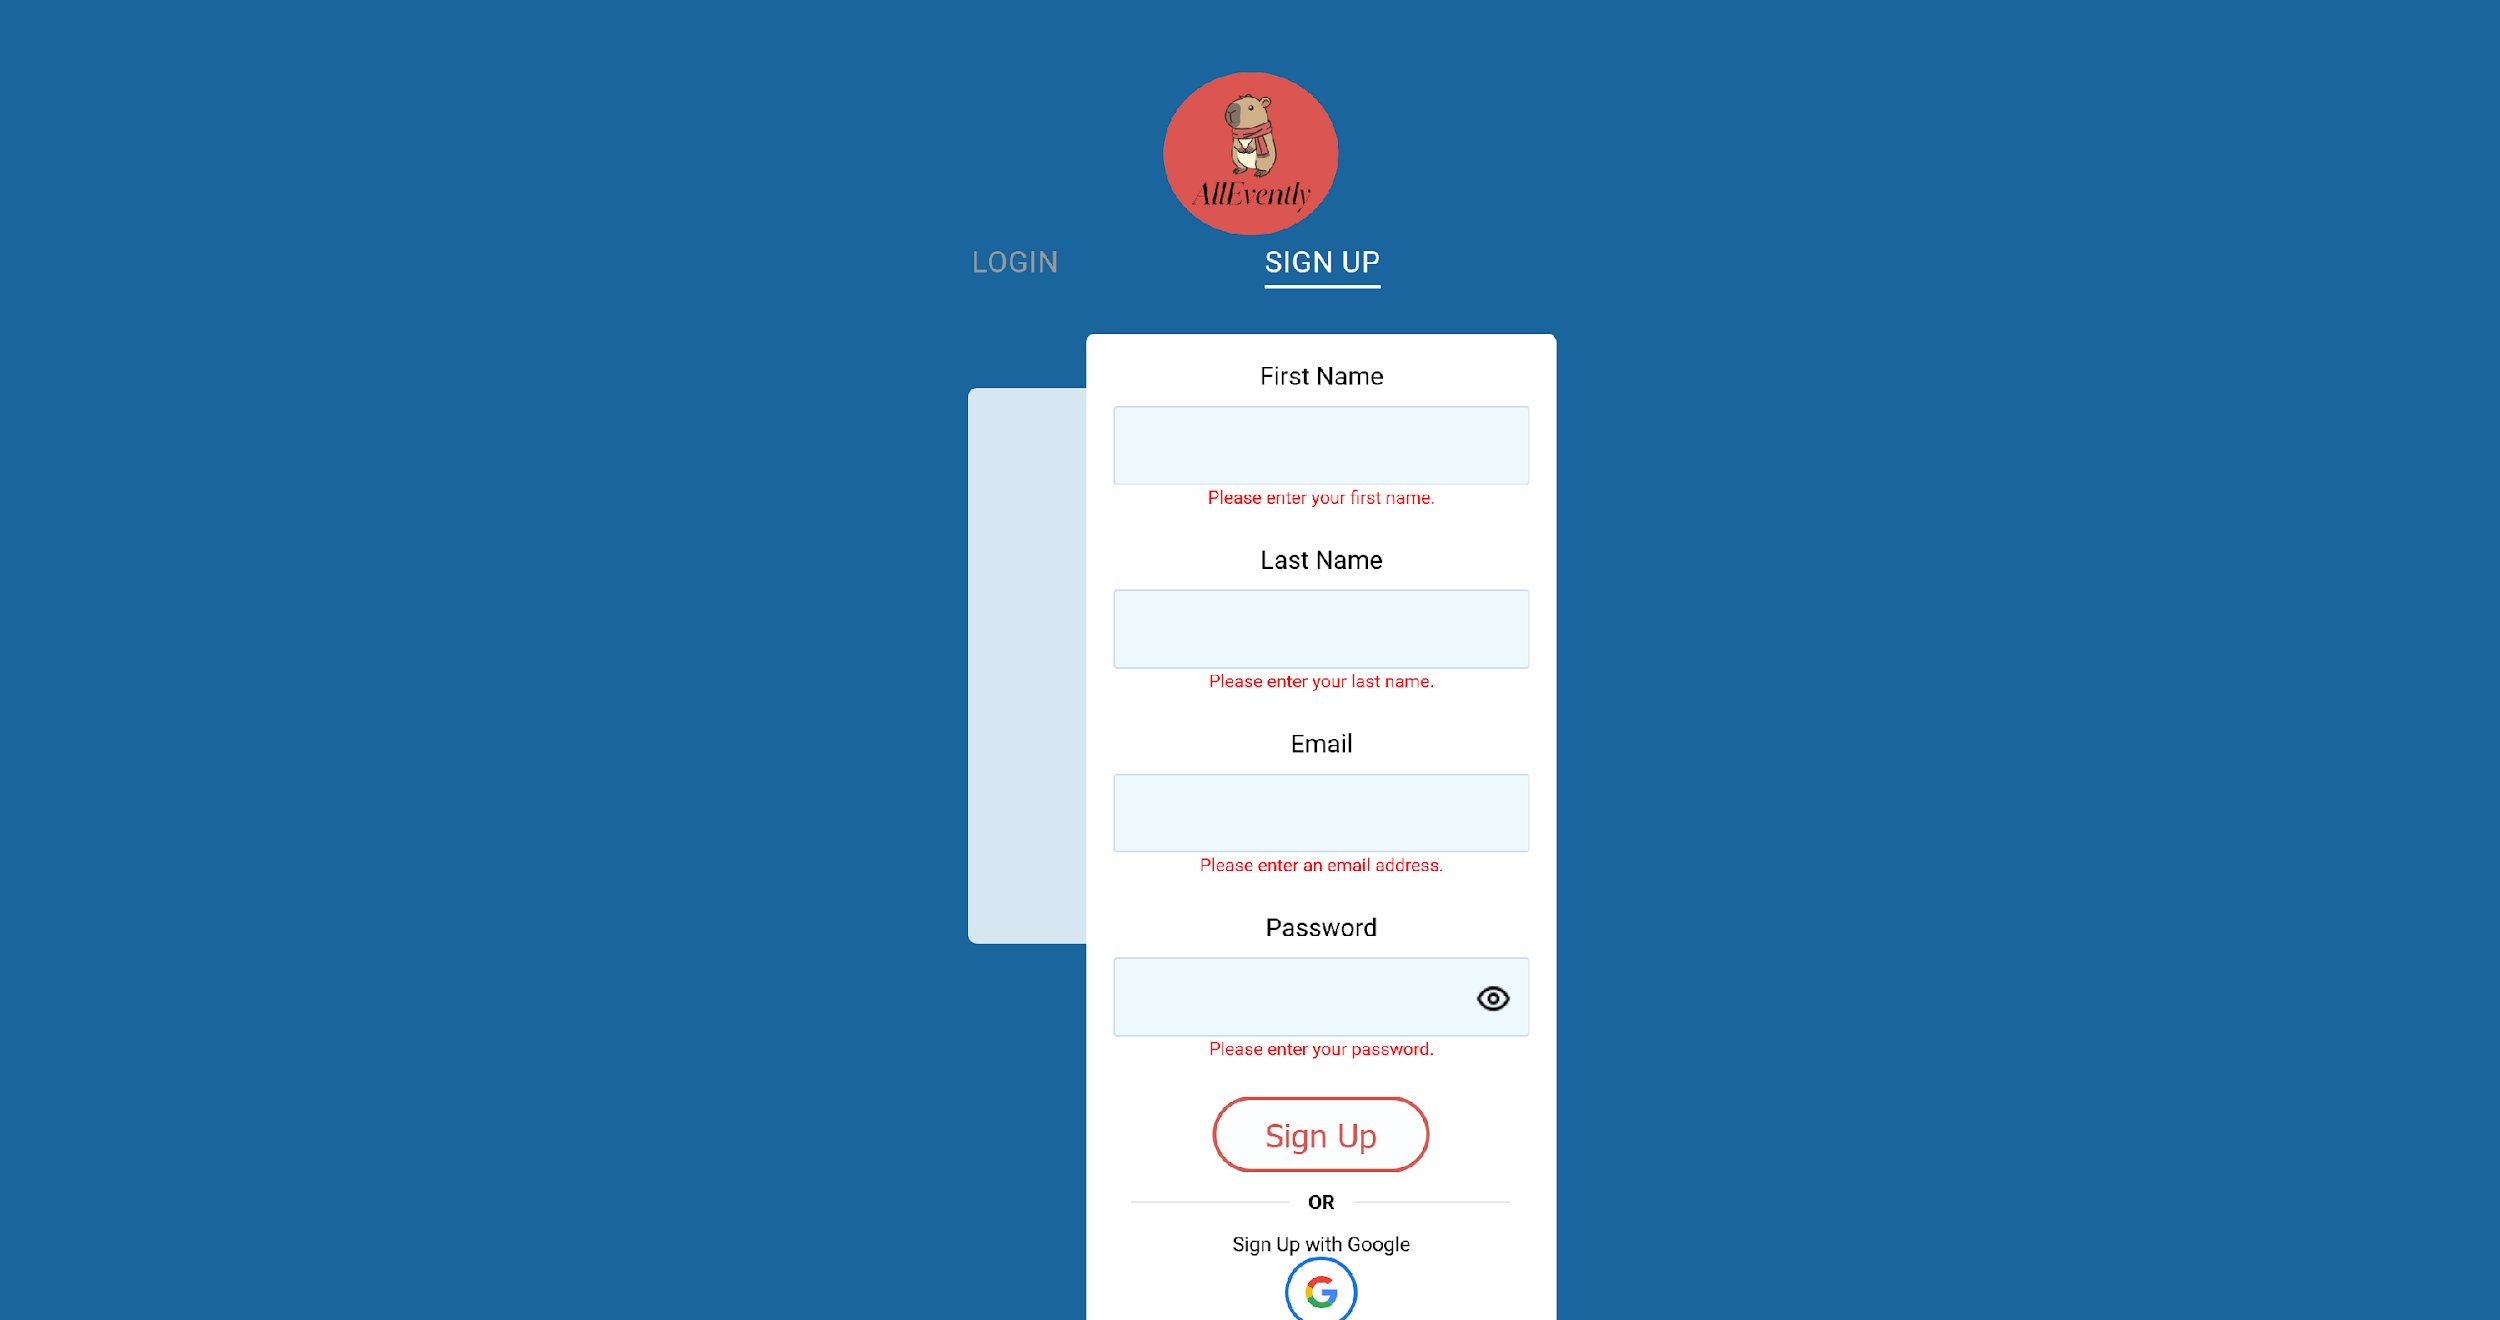 AllEvently
LOGIN
SIGN UP
First Name
Please enter your first name.
Last Name
Please enter your last name.
Email
Please enter an email address.
Password
Please enter your password.
Sign Up
OR
Sign Up with Google
G